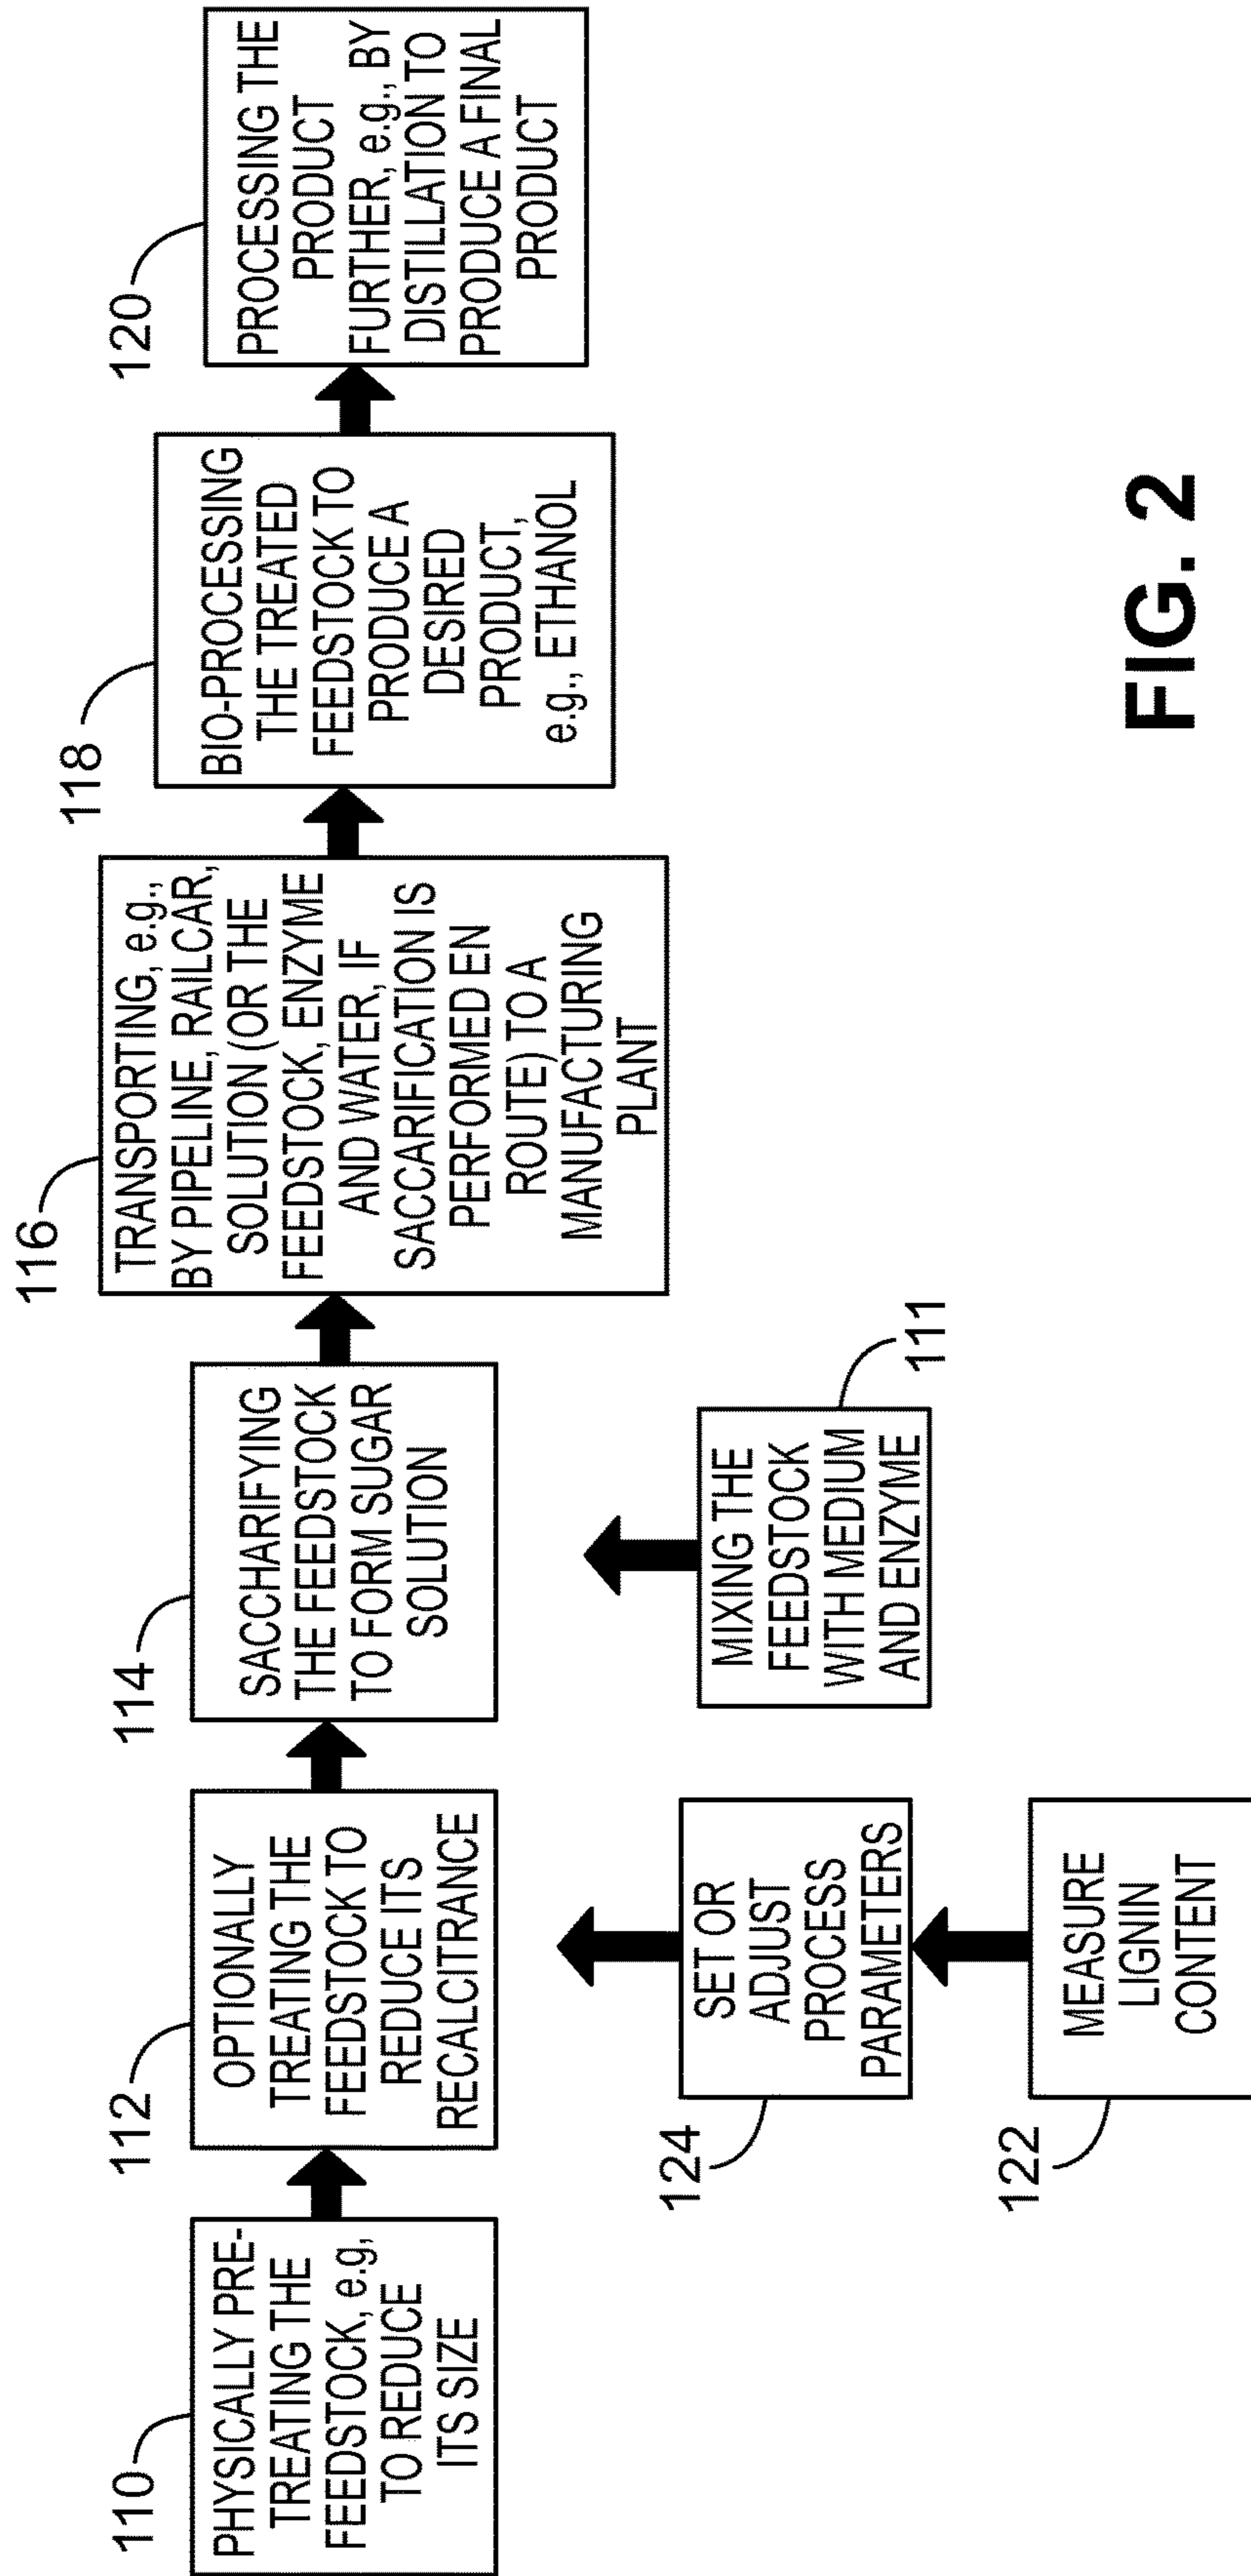 110
PHYSICALLY PRE-
TREATING THE
FEEDSTOCK, e.g,
TO REDUCE
ITS SIZE
112
OPTIONALLY
TREATING THE
FEEDSTOCK TO
REDUCE ITS
RECALCITRANCE
114
SACCHARIFYING
THE FEEDSTOCK
TO FORM SUGAR
SOLUTION
116
TRANSPORTING, e.g.,
BY PIPELINE, RAILCAR,
SOLUTION (OR THE
FEEDSTOCK, ENZYME
AND WATER, IF
SACCARIFICATION IS
PERFORMED EN
ROUTE) TO A
MANUFACTURING
PLANT
118
BIO-PROCESSING
THE TREATED
FEEDSTOCK TO
PRODUCE A
DESIRED
PRODUCT,
e.g., ETHANOL
120
PROCESSING THE
PRODUCT
FURTHER, e.g., BY
DISTILLATION TO
PRODUCE A FINAL
PRODUCT
124
SET OR
ADJUST
PROCESS
PARAMETERS
122
MEASURE
LIGNIN
CONTENT
MIXING THE
FEEDSTOCK
WITH MEDIUM
AND ENZYME
111
FIG. 2